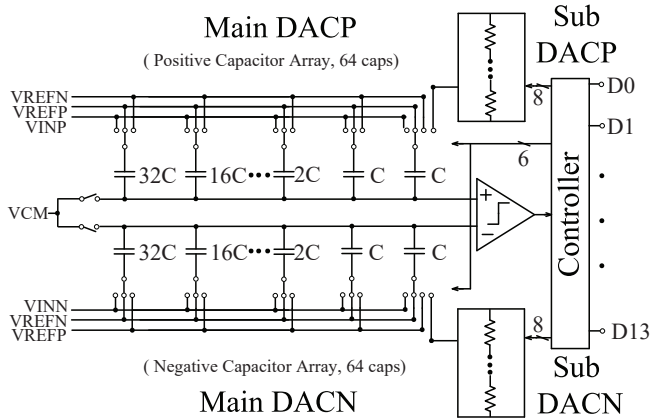 Main DACP
( Positive Capacitor Array, 64 caps)
Sub
DACP
VREFN
VREFP
VINP
8
D0
D1
6
32C
16C
2C
C
C
+
VCM
Controller
−
32C
16C
2C
C
C
VINN
VREFN
VREFP
8
D13
( Negative Capacitor Array, 64 caps)
Main DACN
Sub
DACN